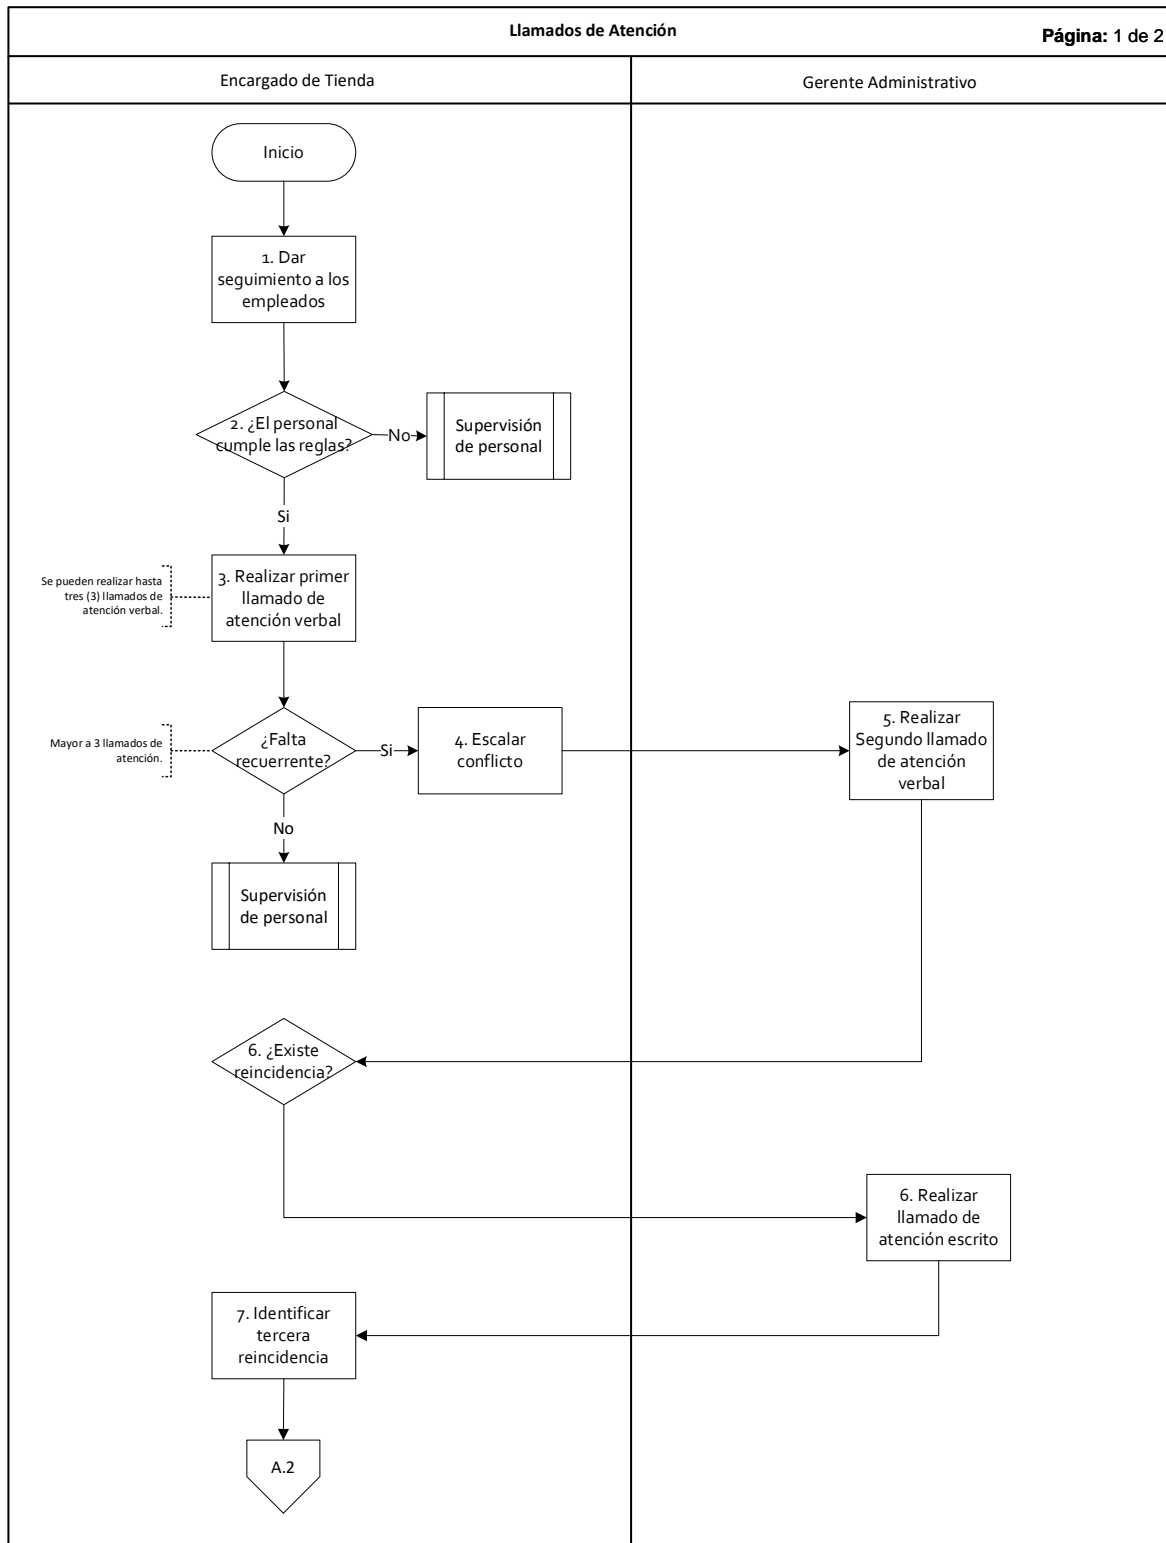 Llamados de Atención
Página: 1 de 2
Encargado de Tienda
Gerente Administrativo
Inicio
1. Dar
seguimiento a los
empleados
2. ¿El personal
cumple las reglas?
No
Supervisión
de personal
Si
Se pueden realizar hasta
tres (3) llamados de
atención verbal.
3. Realizar primer
llamado de
atención verbal
Mayor a 3 llamados de
atención.
¿Falta
recuerrente?
Si
4. Escalar
conflicto
5. Realizar
Segundo llamado
de atención
verbal
No
Supervisión
de personal
6. ¿Existe
reincidencia?
6. Realizar
llamado de
atención escrito
7. Identificar
tercera
reincidencia
A.2